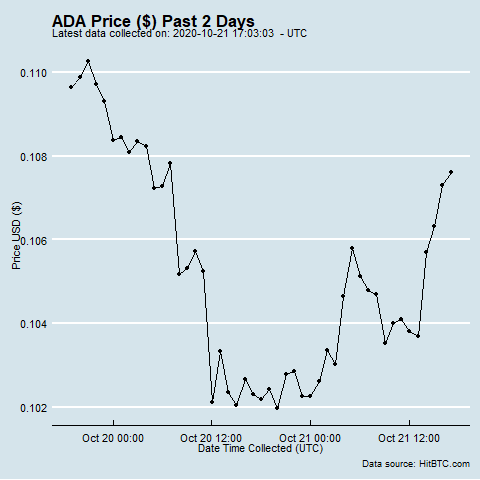 ADA Price ($) Past 2 Days
Latest data collected on: 2020-10-21 17:03:03 - UTC
0.110
0.108
0.106
0.104
0.102
Price USD ($)
Oct 20 00:00 Oct 20 12:00 Oct 21 00:00 Oct 21 12:00
Date Time Collected (UTC)
Data source: HitBTC.com